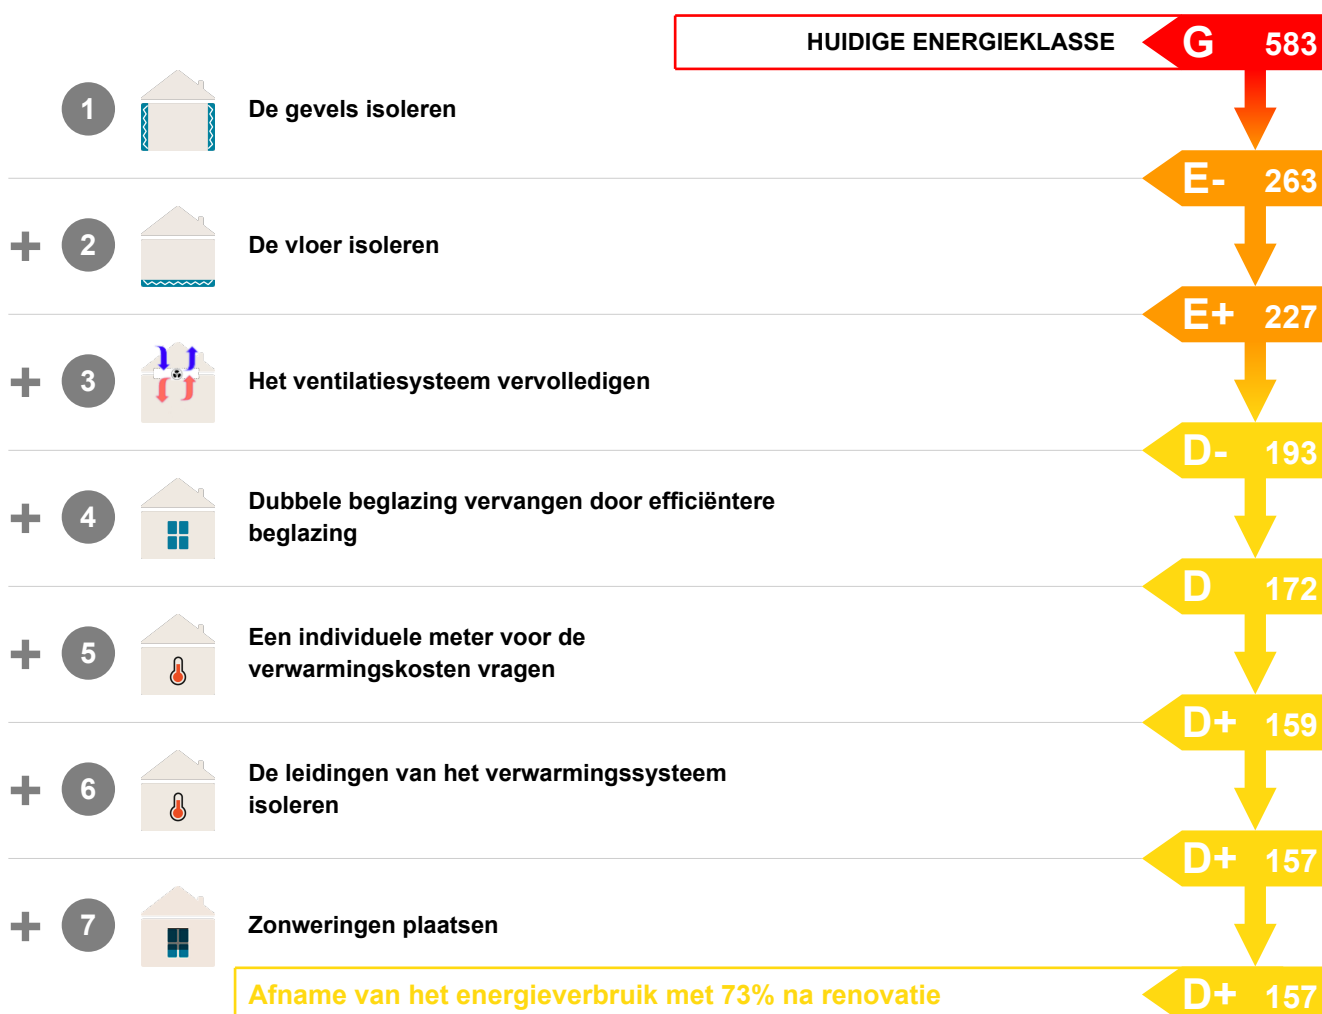 HUIDIGE ENERGIEKLASSE G 583
1 De gevels isoleren
E- 263
+ 2 De vloer isoleren
E+ 227
+ 3 Het ventilatiesysteem vervolledigen
D- 193
+ 4 Dubbele beglazing vervangen door efficiëntere
beglazing
D 172
+ 5 Een individuele meter voor de
verwarmingskosten vragen
D+ 159
+ 6 De leidingen van het verwarmingssysteem
isoleren
D+ 157
+ 7 Zonweringen plaatsen
Afname van het energieverbruik met 73% na renovatie D+ 157